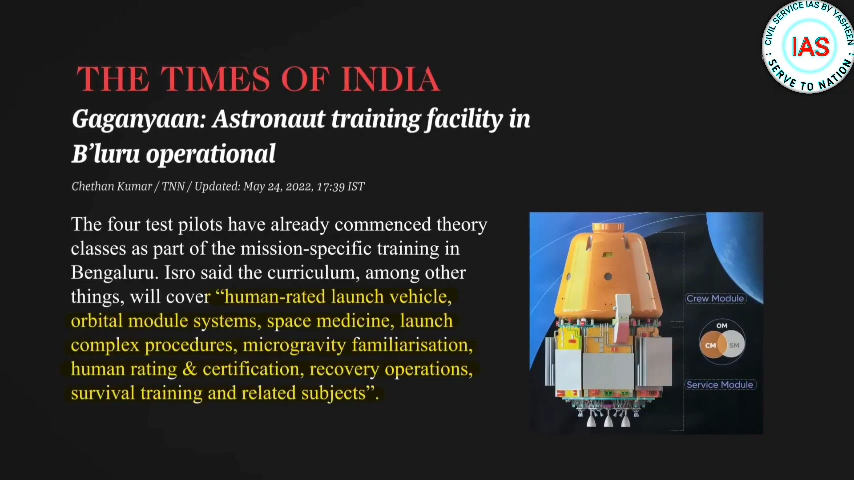 CIVIL SERVICE IAS BY YASHEEN
IAS
: SERVE TO NATION :
THE TIMES OF INDIA
Gaganyaan: Astronaut training facility in
B’luru operational
Chethan Kumar / TNN / Updated: May 24, 2022, 17:39 IST
The four test pilots have already commenced theory
classes as part of the mission-specific training in
Bengaluru. Isro said the curriculum, among other
things, will cover “human-rated launch vehicle,
orbital module systems, space medicine, launch
complex procedures, microgravity familiarisation,
human rating & certification, recovery operations,
survival training and related subjects”.
Crew Module
OM
CM SM
Service Module